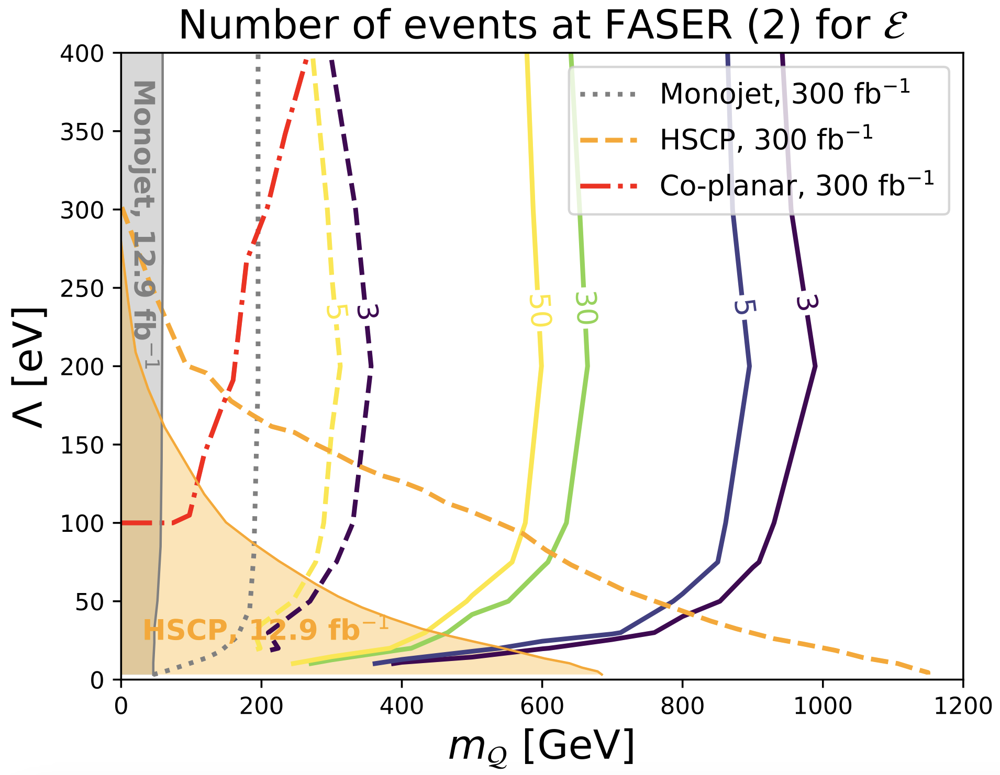 Number of events at FASER (2) for ℰ
Monojet, 300 fb⁻¹
HSCP, 300 fb⁻¹
Co-planar, 300 fb⁻¹
Monojet, 12.9 fb⁻¹
HSCP, 12.9 fb⁻¹
5
3
50
30
5
3
Λ [eV]
400
350
300
250
200
150
100
50
0
0 200 400 600 800 1000 1200
m_𝒬 [GeV]